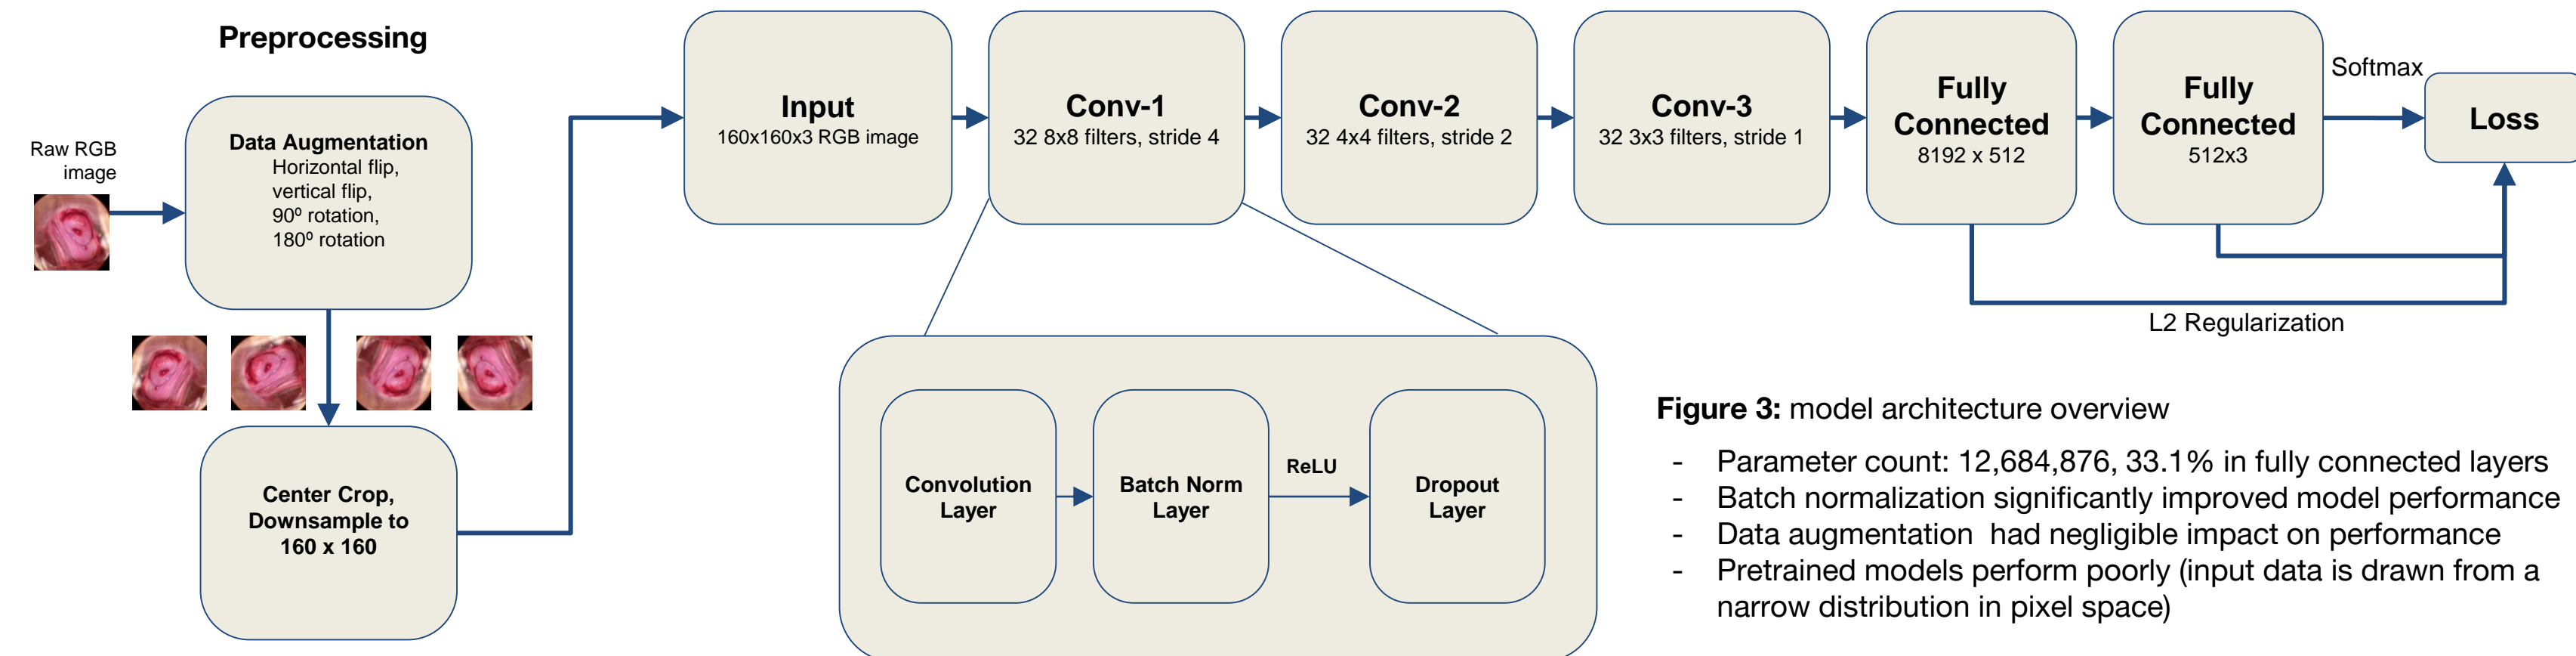 Preprocessing
Raw RGB
image
Data Augmentation
Horizontal flip,
vertical flip,
90º rotation,
180º rotation
Center Crop,
Downsample to
160 x 160
Input
160x160x3 RGB image
Conv-1
32 8x8 filters, stride 4
Conv-2
32 4x4 filters, stride 2
Conv-3
32 3x3 filters, stride 1
Fully
Connected
8192 x 512
Fully
Connected
512x3
Softmax
Loss
L2 Regularization
Convolution
Layer
Batch Norm
Layer
ReLU
Dropout
Layer
Figure 3: model architecture overview
- Parameter count: 12,684,876, 33.1% in fully connected layers
- Batch normalization significantly improved model performance
- Data augmentation had negligible impact on performance
- Pretrained models perform poorly (input data is drawn from a
narrow distribution in pixel space)